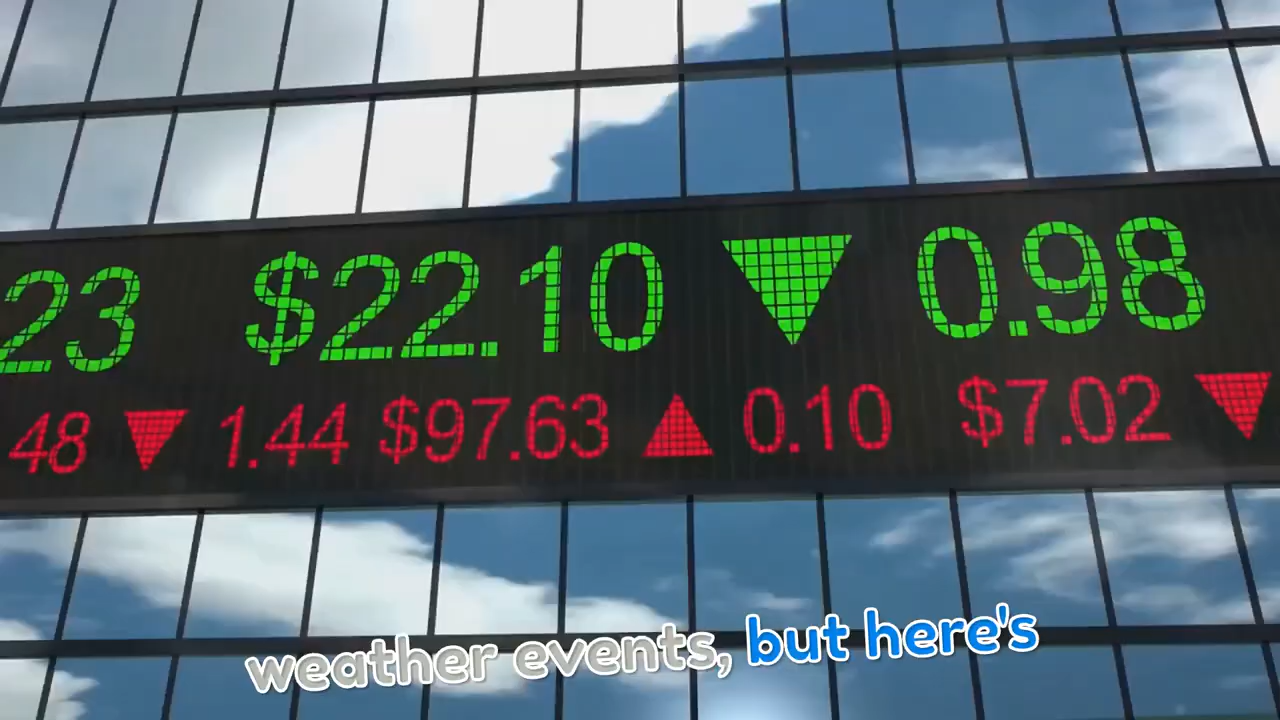 23 $22.10 ▼ 0.98
48 ▼ 1.44 $97.63 ▲ 0.10 $7.02 ▼
weather events, but here's